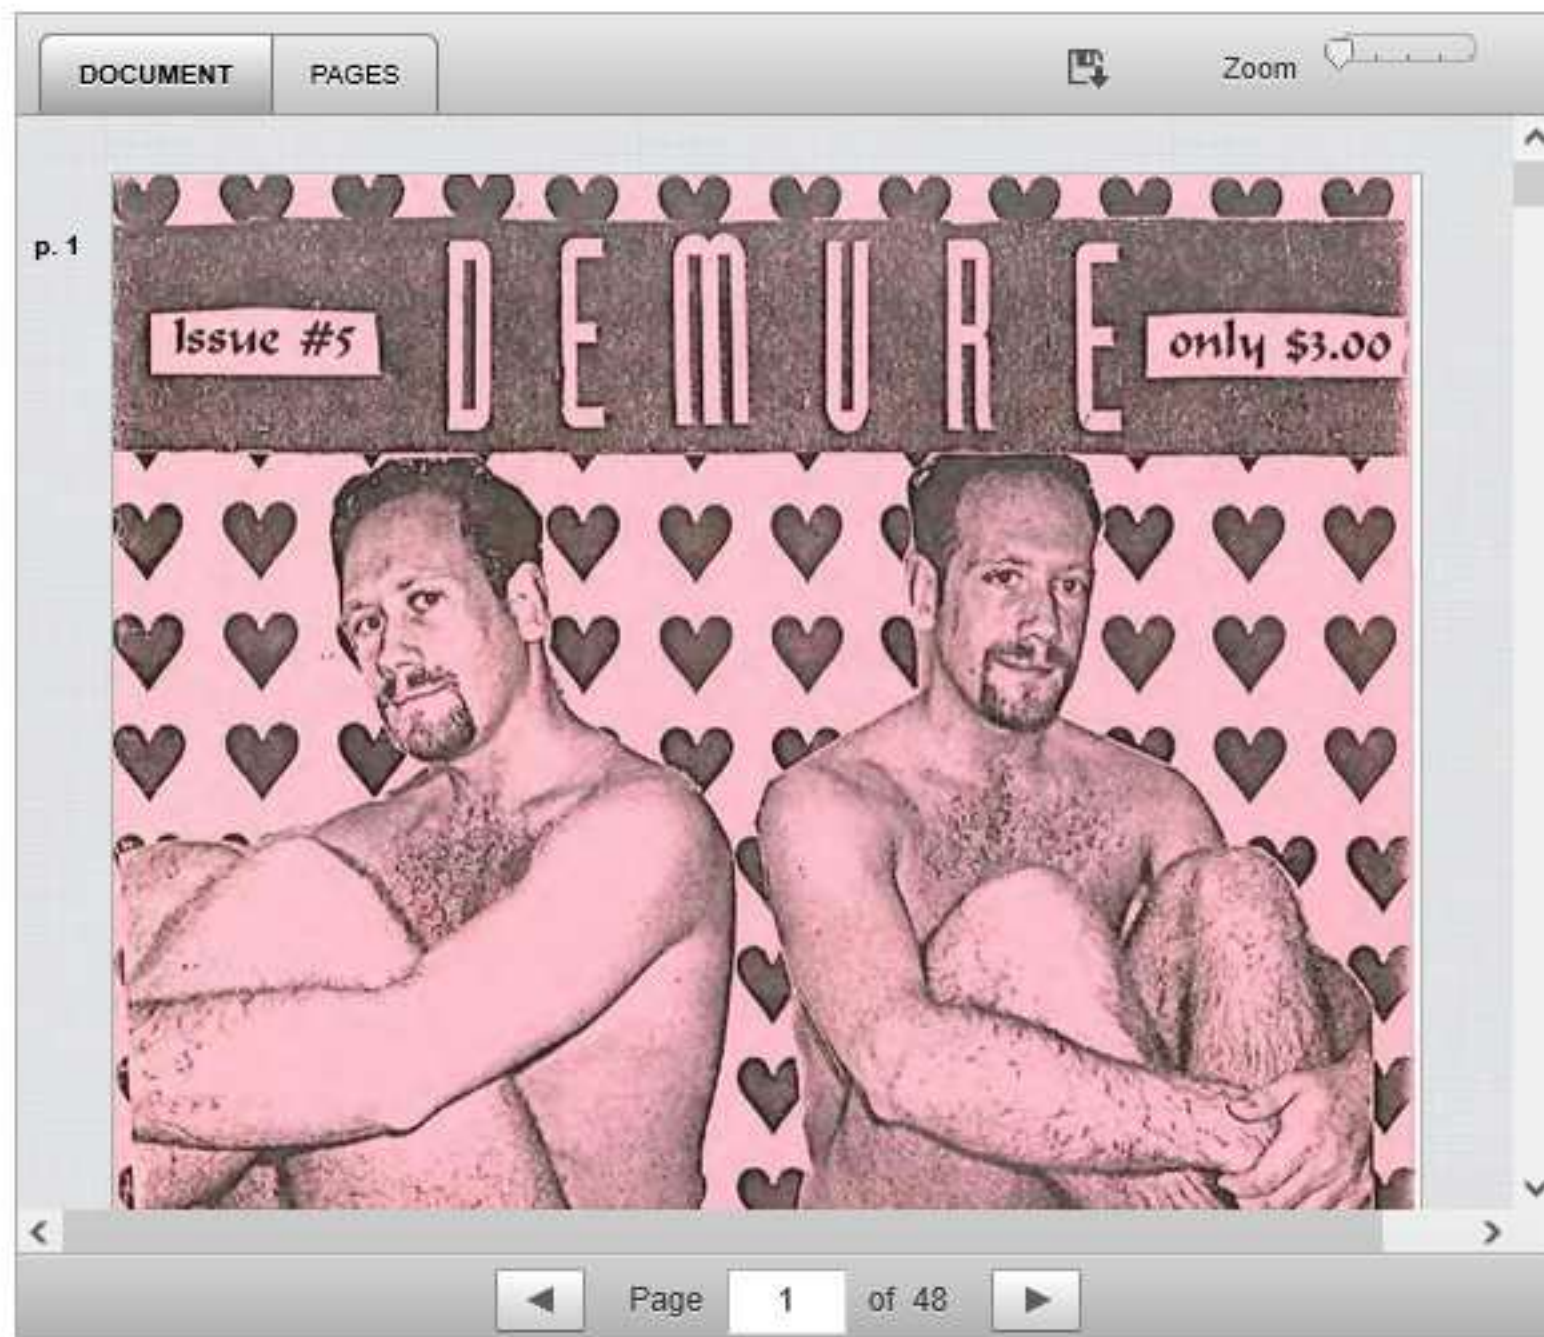 DOCUMENT PAGES Zoom
p. 1
DEMURE
Issue #5 only $3.00
Page 1 of 48